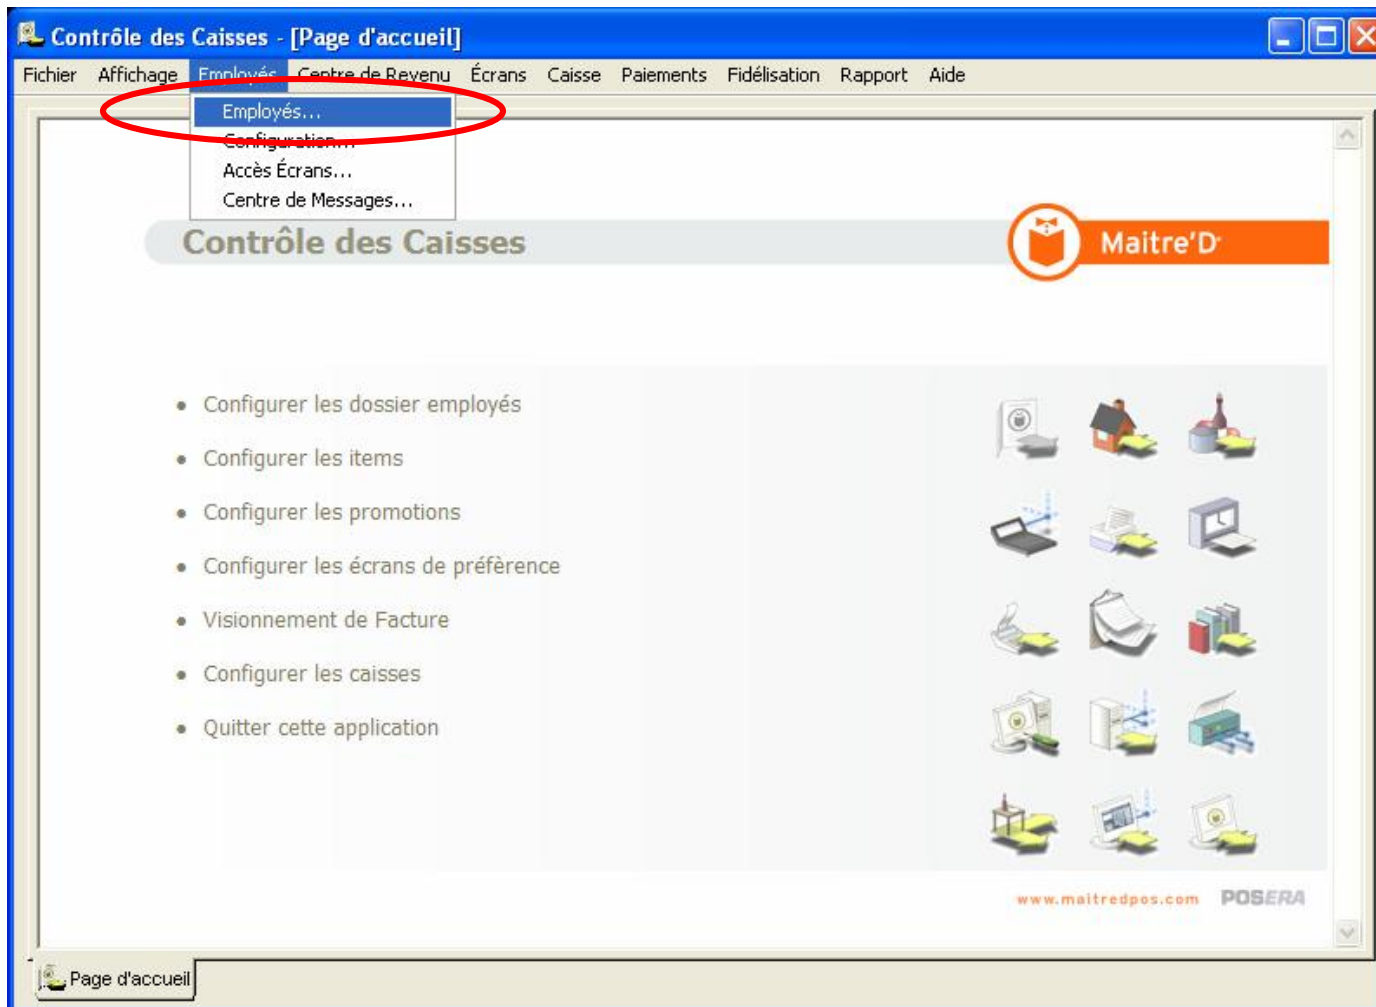 Contrôle des Caisses - [Page d'accueil]
Fichier Affichage Employés Centre de Revenu Écrans Caisse Paiements Fidélisation Rapport Aide
Employés...
Configuration...
Accès Écrans...
Centre de Messages...
Contrôle des Caisses
Maitre'D
• Configurer les dossier employés
• Configurer les items
• Configurer les promotions
• Configurer les écrans de préfèrence
• Visionnement de Facture
• Configurer les caisses
• Quitter cette application
www.maitredpos.com POSERA
Page d'accueil